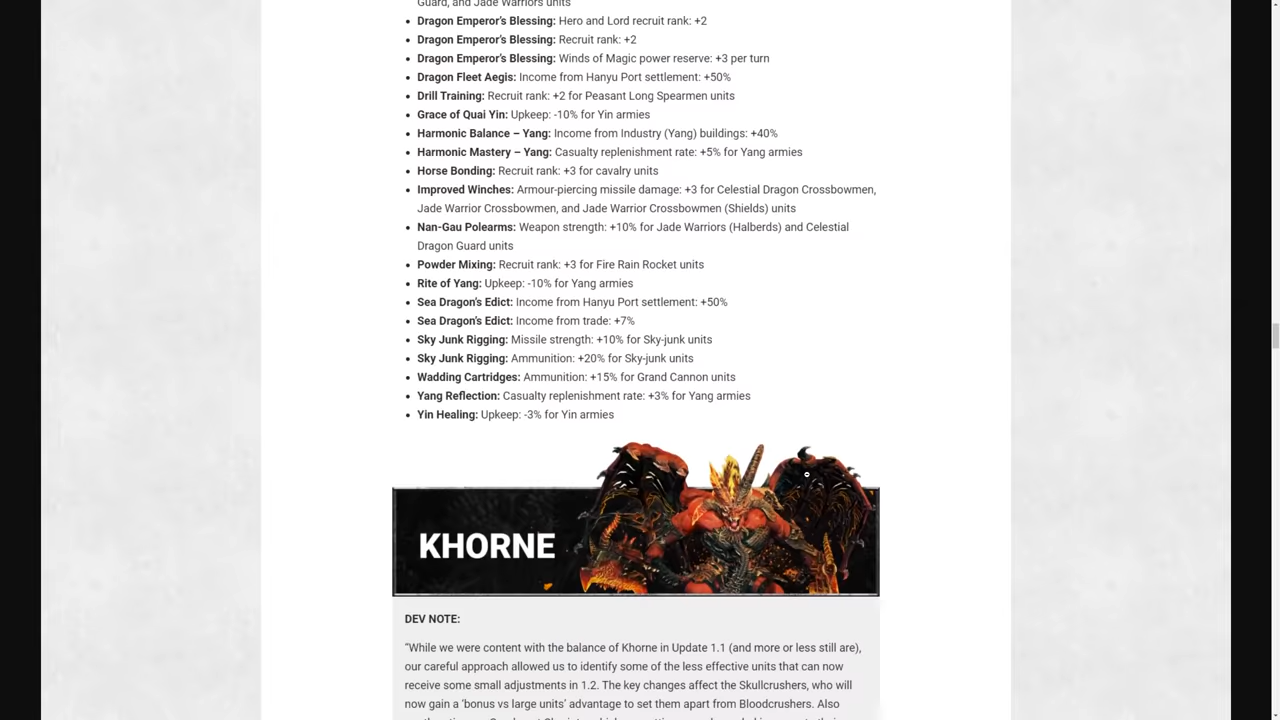 Guard, and Jade Warriors units
• Dragon Emperor's Blessing: Hero and Lord recruit rank: +2
• Dragon Emperor's Blessing: Recruit rank: +2
• Dragon Emperor's Blessing: Winds of Magic power reserve: +3 per turn
• Dragon Fleet Aegis: Income from Hanyu Port settlement: +50%
• Drill Training: Recruit rank: +2 for Peasant Long Spearmen units
• Grace of Quai Yin: Upkeep: -10% for Yin armies
• Harmonic Balance – Yang: Income from Industry (Yang) buildings: +40%
• Harmonic Mastery – Yang: Casualty replenishment rate: +5% for Yang armies
• Horse Bonding: Recruit rank: +3 for cavalry units
• Improved Winches: Armour-piercing missile damage: +3 for Celestial Dragon Crossbowmen,
Jade Warrior Crossbowmen, and Jade Warrior Crossbowmen (Shields) units
• Nan-Gau Polearms: Weapon strength: +10% for Jade Warriors (Halberds) and Celestial
Dragon Guard units
• Powder Mixing: Recruit rank: +3 for Fire Rain Rocket units
• Rite of Yang: Upkeep: -10% for Yang armies
• Sea Dragon's Edict: Income from Hanyu Port settlement: +50%
• Sea Dragon's Edict: Income from trade: +7%
• Sky Junk Rigging: Missile strength: +10% for Sky-junk units
• Sky Junk Rigging: Ammunition: +20% for Sky-junk units
• Wadding Cartridges: Ammunition: +15% for Grand Cannon units
• Yang Reflection: Casualty replenishment rate: +3% for Yang armies
• Yin Healing: Upkeep: -3% for Yin armies
KHORNE
DEV NOTE:
“While we were content with the balance of Khorne in Update 1.1 (and more or less still are),
our careful approach allowed us to identify some of the less effective units that can now
receive some small adjustments in 1.2. The key changes affect the Skullcrushers, who will
now gain a ‘bonus vs large units’ advantage to set them apart from Bloodcrushers. Also